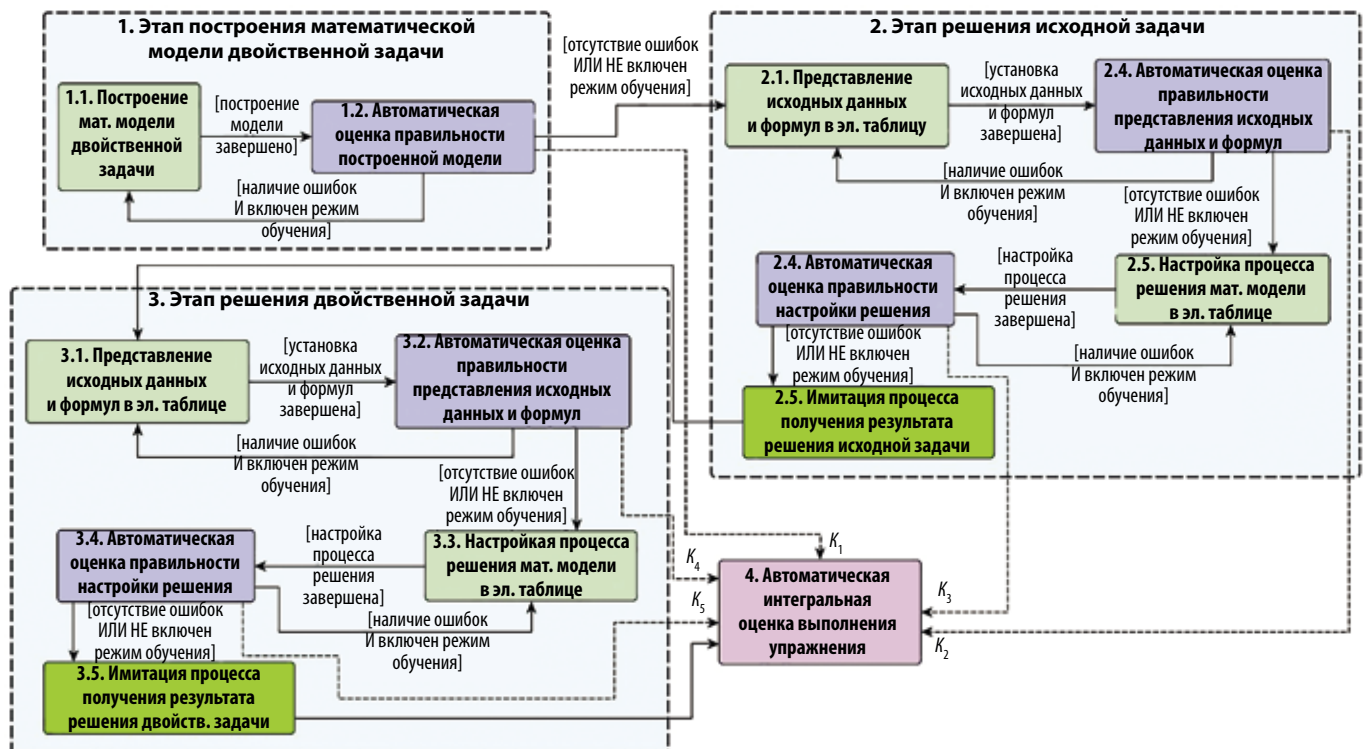 1. Этап построения математической
модели двойственной задачи
1.1. Построение
мат. модели
двойственной
задачи
[построение
модели
завершено]
1.2. Автоматическая
оценка правильности
построенной модели
[наличие ошибок
И включен режим
обучения]
[отсутствие ошибок
ИЛИ НЕ включен
режим обучения]
2. Этап решения исходной задачи
2.1. Представление
исходных данных
и формул в эл. таблицу
[установка
исходных данных
и формул
завершена]
2.4. Автоматическая оценка
правильности
представления исходных
данных и формул
[наличие ошибок
И включен режим
обучения]
[отсутствие ошибок
ИЛИ НЕ включен
режим обучения]
2.4. Автоматическая
оценка правильности
настройки решения
[настройка
процесса
решения
завершена]
2.5. Настройка процесса
решения мат. модели
в эл. таблице
[отсутствие ошибок
ИЛИ НЕ включен
режим обучения]
[наличие ошибок
И включен режим
обучения]
2.5. Имитация процесса
получения результата
решения исходной задачи
3. Этап решения двойственной задачи
3.1. Представление
исходных данных
и формул в эл. таблице
[установка
исходных данных
и формул
завершена]
3.2. Автоматическая оценка
правильности
представления исходных
данных и формул
[наличие ошибок
И включен режим
обучения]
[отсутствие ошибок
ИЛИ НЕ включен
режим обучения]
3.4. Автоматическая
оценка правильности
настройки решения
[настройка
процесса
решения
завершена]
3.3. Настройкая процесса
решения мат. модели
в эл. таблице
[отсутствие ошибок
ИЛИ НЕ включен
режим обучения]
[наличие ошибок
И включен режим
обучения]
3.5. Имитация процесса
получения результата
решения двойств. задачи
K1
K4
K5
K3
K2
4. Автоматическая
интегральная
оценка выполнения
упражнения